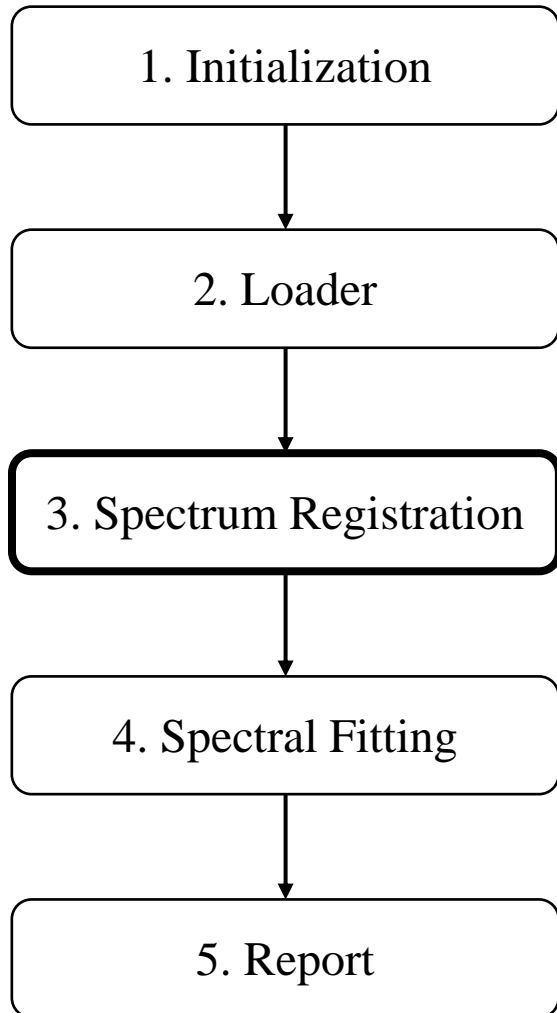 1. Initialization
2. Loader
3. Spectrum Registration
4. Spectral Fitting
5. Report